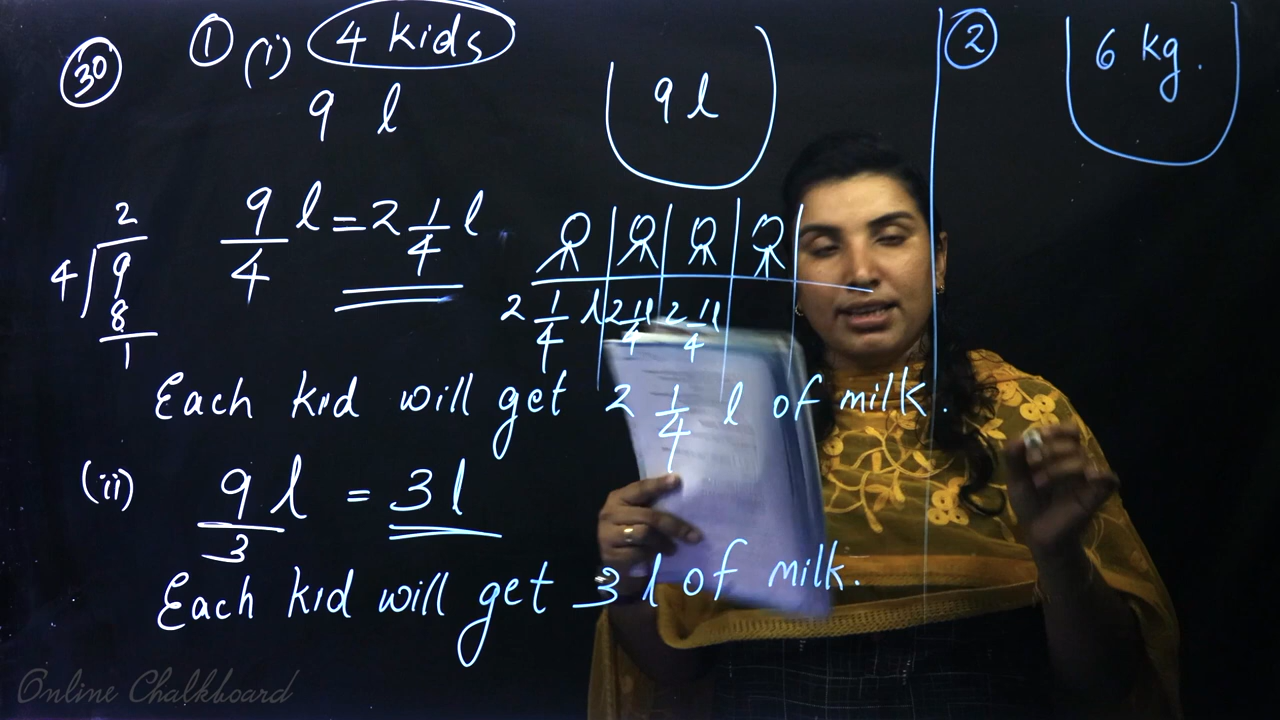 30
① (i) 4 kids
9 l
9 l
9/4 l = 2 1/4 l
2
4 9
8
1
2 1/4 l 2 1/4 l 2 1/4 l
Each kid will get 2 1/4 l of milk.
(ii) 9/3 l = 3 l
Each kid will get 3 l of milk.
② 6 kg.
Online Chalkboard